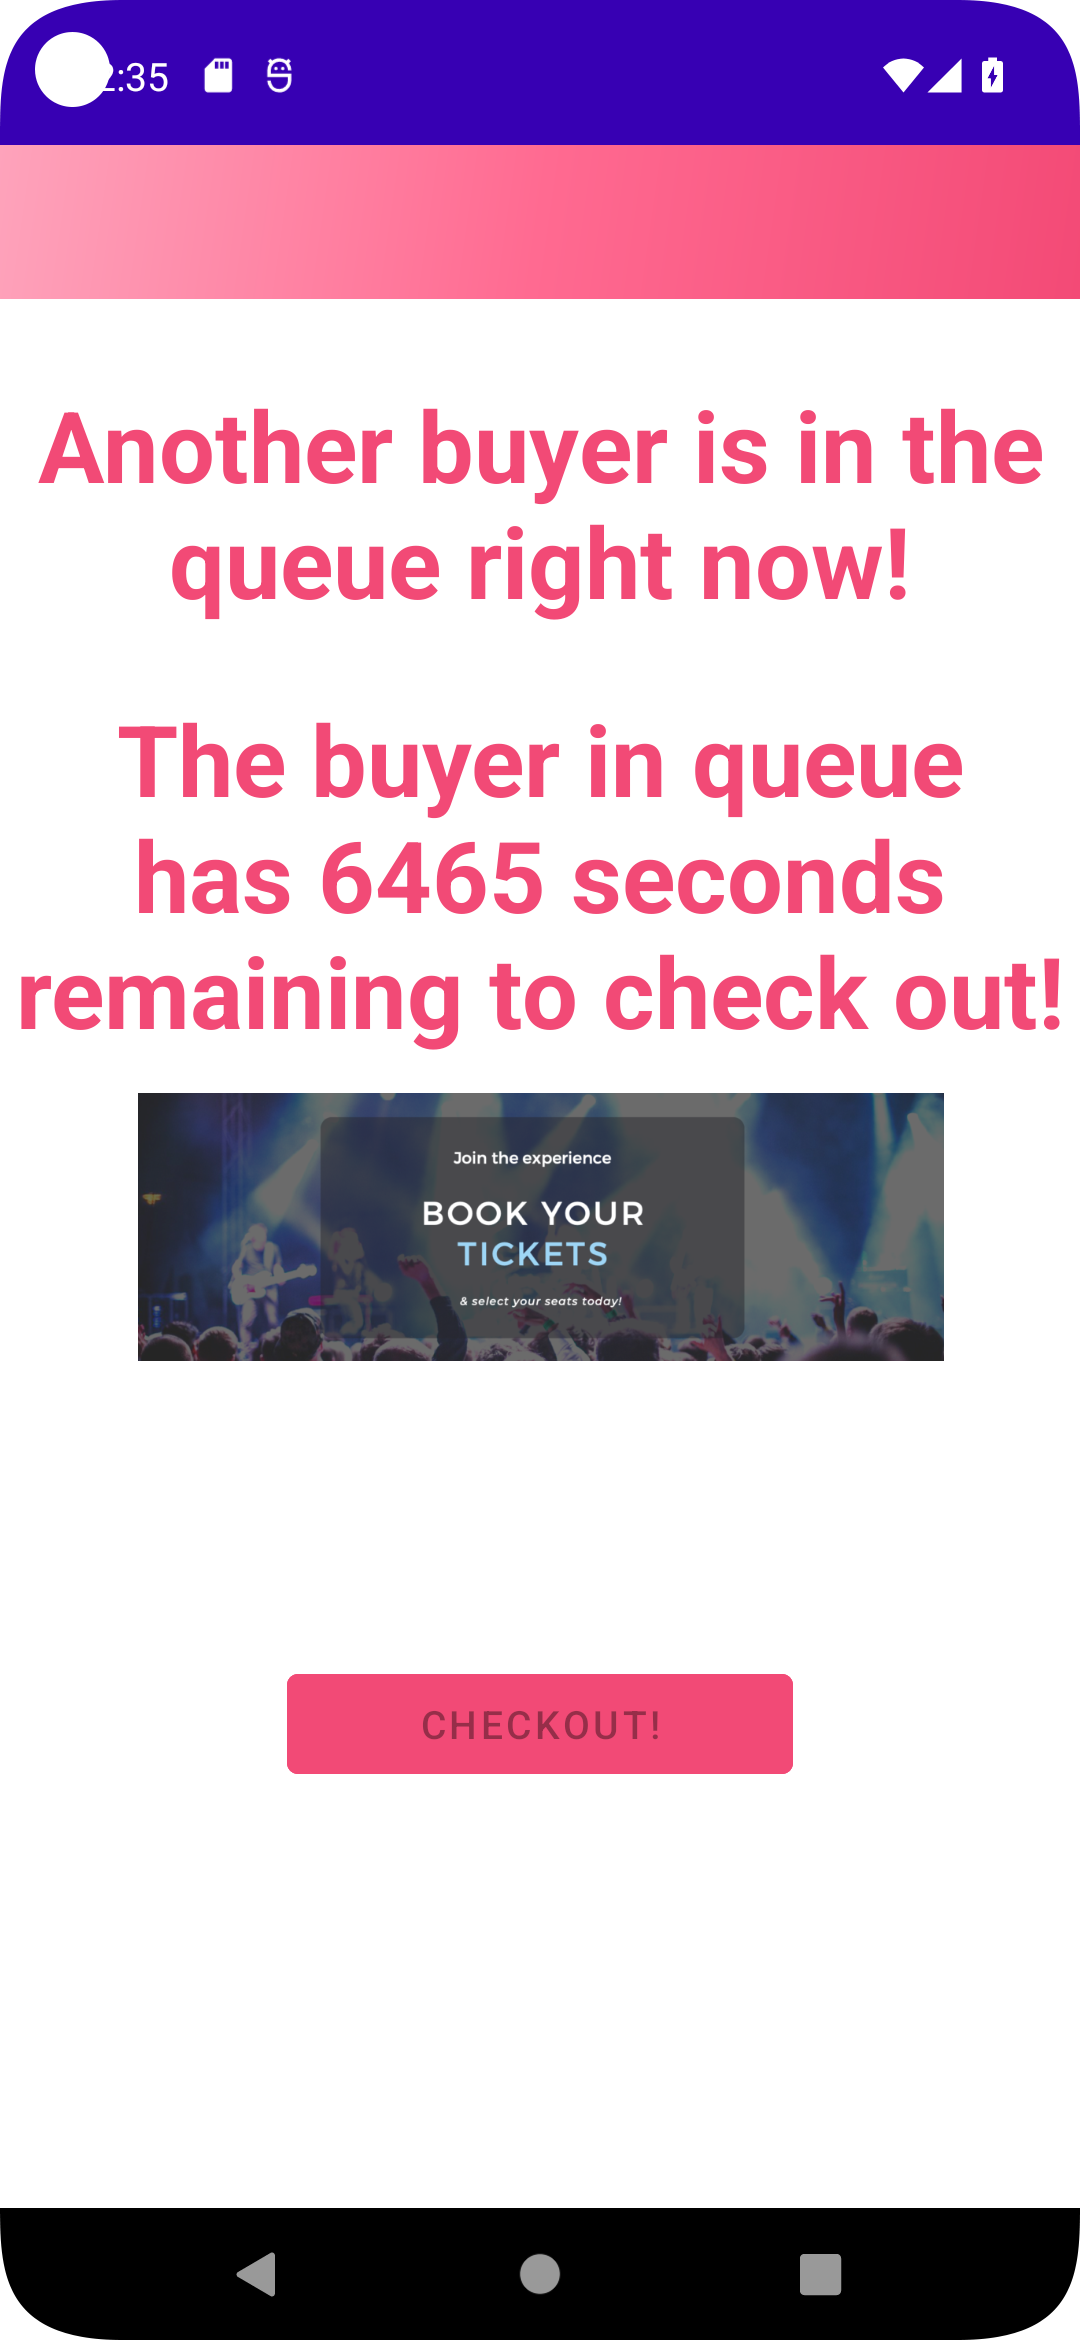 :35
Another buyer is in the
queue right now!
The buyer in queue
has 6465 seconds
remaining to check out!
Join the experience
BOOK YOUR
TICKETS
& select your seats today!
CHECKOUT!